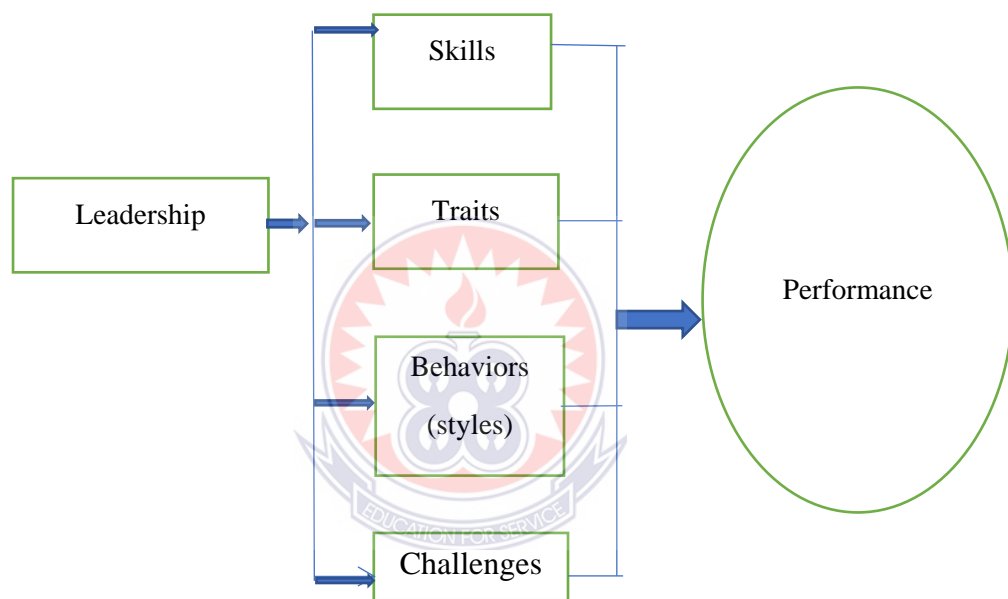 Skills
Leadership
Traits
Performance
Behaviors
(styles)
EDUCATION FOR SERVICE
Challenges